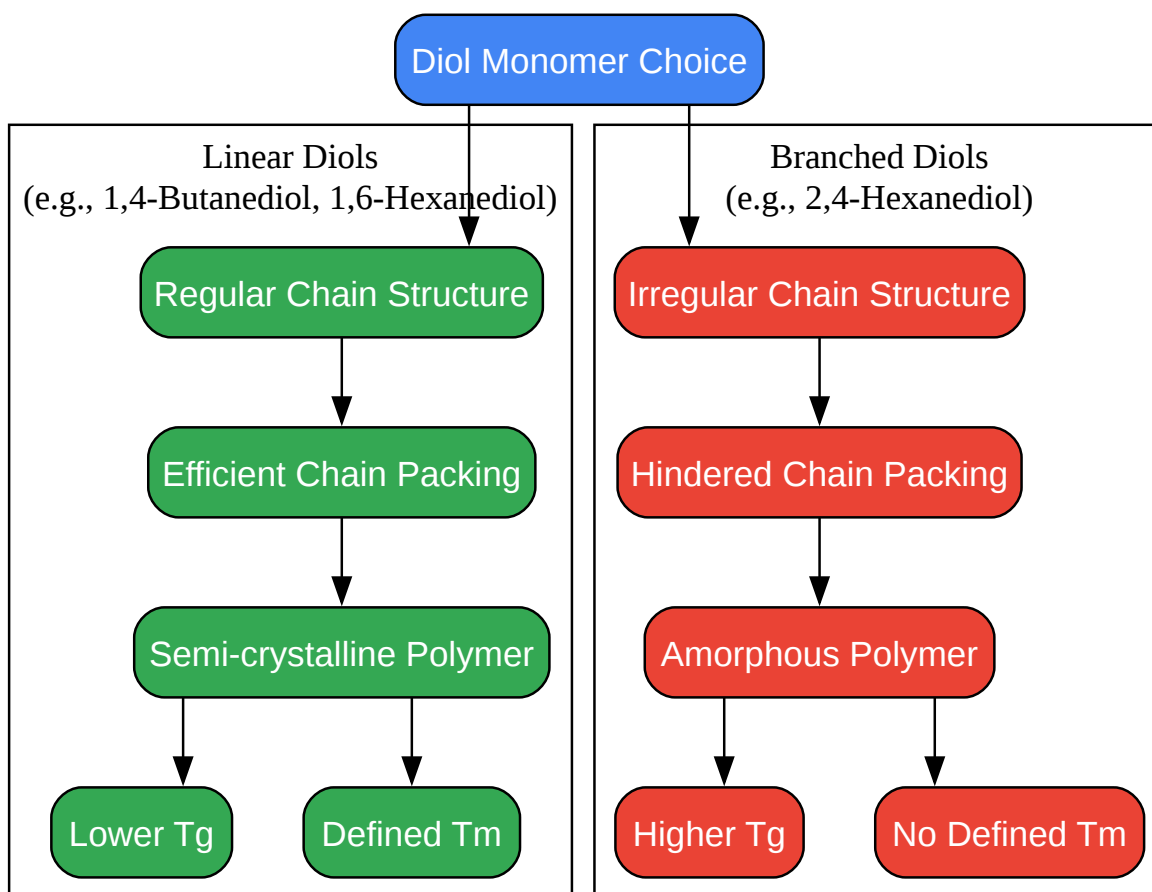 Diol Monomer Choice
Linear Diols
(e.g., 1,4-Butanediol, 1,6-Hexanediol)
Regular Chain Structure
Efficient Chain Packing
Semi-crystalline Polymer
Lower Tg
Defined Tm
Branched Diols
(e.g., 2,4-Hexanediol)
Irregular Chain Structure
Hindered Chain Packing
Amorphous Polymer
Higher Tg
No Defined Tm